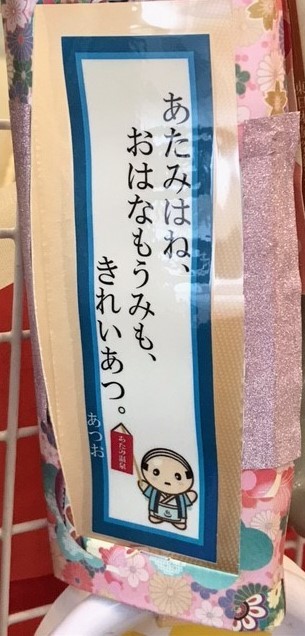 あたみはね、
おはなもうみも、
きれいあつ。
あつお
あたみ温泉